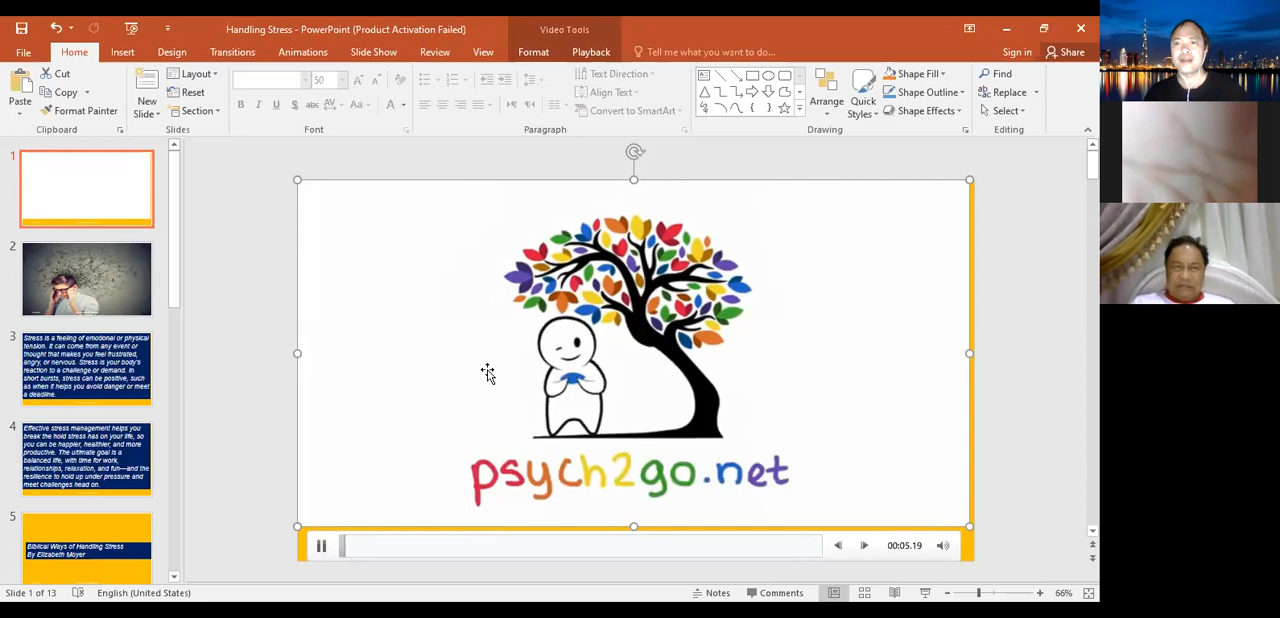 Handling Stress - PowerPoint (Product Activation Failed)
Video Tools
File Home Insert Design Transitions Animations Slide Show Review View Format Playback Tell me what you want to do... Sign in Share
Paste
Cut
Copy
Format Painter
Clipboard
New Slide
Layout
Reset
Section
Slides
50
B I U S abc AV Aa A
Font
Text Direction
Align Text
Convert to SmartArt
Paragraph
Arrange
Quick Styles
Shape Fill
Shape Outline
Shape Effects
Drawing
Find
Replace
Select
Editing
1
2
3
Stress is a feeling of emotional or physical
tension. It can come from any event or
thought that makes you feel frustrated,
angry, or nervous. Stress is your body's
reaction to a challenge or demand. In
short bursts, stress can be positive, such
as when it helps you avoid danger or meet
a deadline.
4
Effective stress management helps you
break the hold stress has on your life, so
you can be happier, healthier, and more
productive. The ultimate goal is a
balanced life, with time for work,
relationships, relaxation, and fun—and the
resilience to hold up under pressure and
meet challenges head on.
5
Biblical Ways of Handling Stress
By Elizabeth Moyer
psych2go.net
00:05.19
Slide 1 of 13 English (United States) Notes Comments 66%